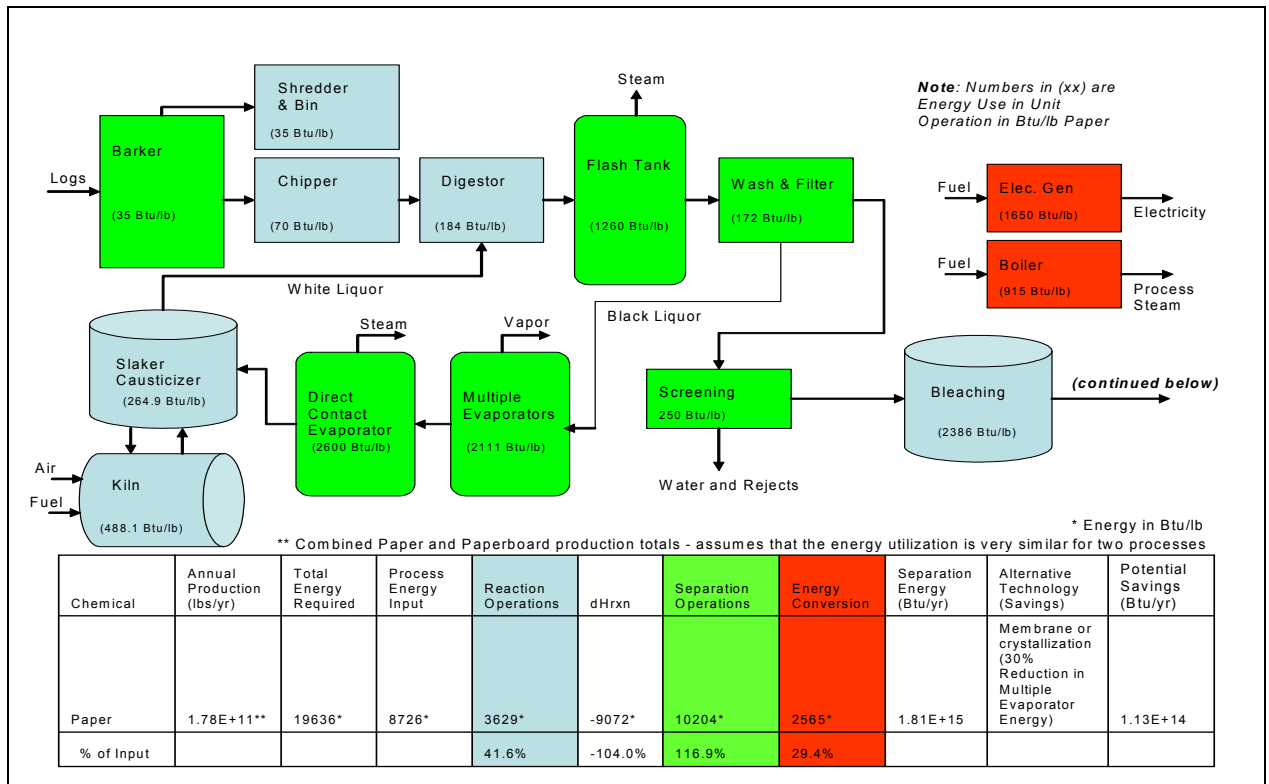 Steam
Note: Numbers in (xx) are
Energy Use in Unit
Operation in Btu/lb Paper
Shredder
& Bin
(35 Btu/lb)
Barker
(35 Btu/lb)
Logs
Chipper
(70 Btu/lb)
Digestor
(184 Btu/lb)
Flash Tank
(1260 Btu/lb)
Wash & Filter
(172 Btu/lb)
Fuel
Elec. Gen
(1650 Btu/lb)
Electricity
Fuel
Boiler
(915 Btu/lb)
Process
Steam
White Liquor
Black Liquor
Steam
Vapor
Slaker
Causticizer
(264.9 Btu/lb)
Direct
Contact
Evaporator
(2600 Btu/lb)
Multiple
Evaporators
(2111 Btu/lb)
Screening
250 Btu/lb)
Bleaching
(2386 Btu/lb)
(continued below)
Air
Fuel
Kiln
(488.1 Btu/lb)
Water and Rejects
* Energy in Btu/lb
** Combined Paper and Paperboard production totals - assumes that the energy utilization is very similar for two processes
Chemical
Annual
Production
(lbs/yr)
Total
Energy
Required
Process
Energy
Input
Reaction
Operations
dHrxn
Separation
Operations
Energy
Conversion
Separation
Energy
(Btu/yr)
Alternative
Technology
(Savings)
Potential
Savings
(Btu/yr)
Paper
1.78E+11**
19636*
8726*
3629*
-9072*
10204*
2565*
1.81E+15
Membrane or
crystallization
(30%
Reduction in
Multiple
Evaporator
Energy)
1.13E+14
% of Input
41.6%
-104.0%
116.9%
29.4%